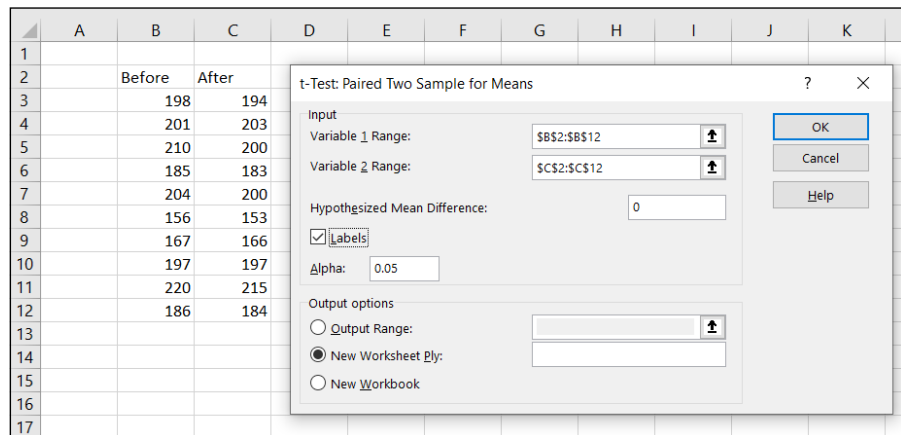 A B C D E F G H I J K
1
2 Before After
t-Test: Paired Two Sample for Means ? ×
3 198 194
Input
4 201 203
Variable 1 Range: $B$2:$B$12 OK
5 210 200
Variable 2 Range: $C$2:$C$12 Cancel
6 185 183
7 204 200
Hypothesized Mean Difference: 0 Help
8 156 153
9 167 166
Labels
10 197 197
Alpha: 0.05
11 220 215
12 186 184
Output options
13
Output Range:
14
New Worksheet Ply:
15
New Workbook
16
17